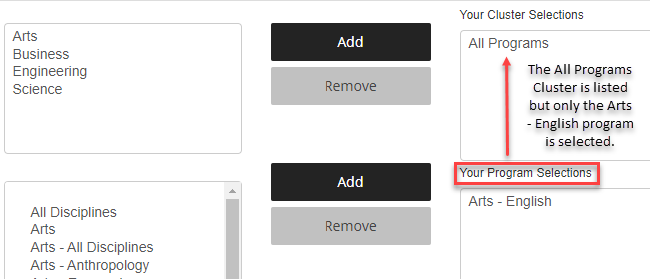 Your Cluster Selections
Arts
Business
Engineering
Science
Add
Remove
All Programs
The All Programs
Cluster is listed
but only the Arts
- English program
is selected.
Your Program Selections
All Disciplines
Arts
Arts - All Disciplines
Arts - Anthropology
Add
Remove
Arts - English